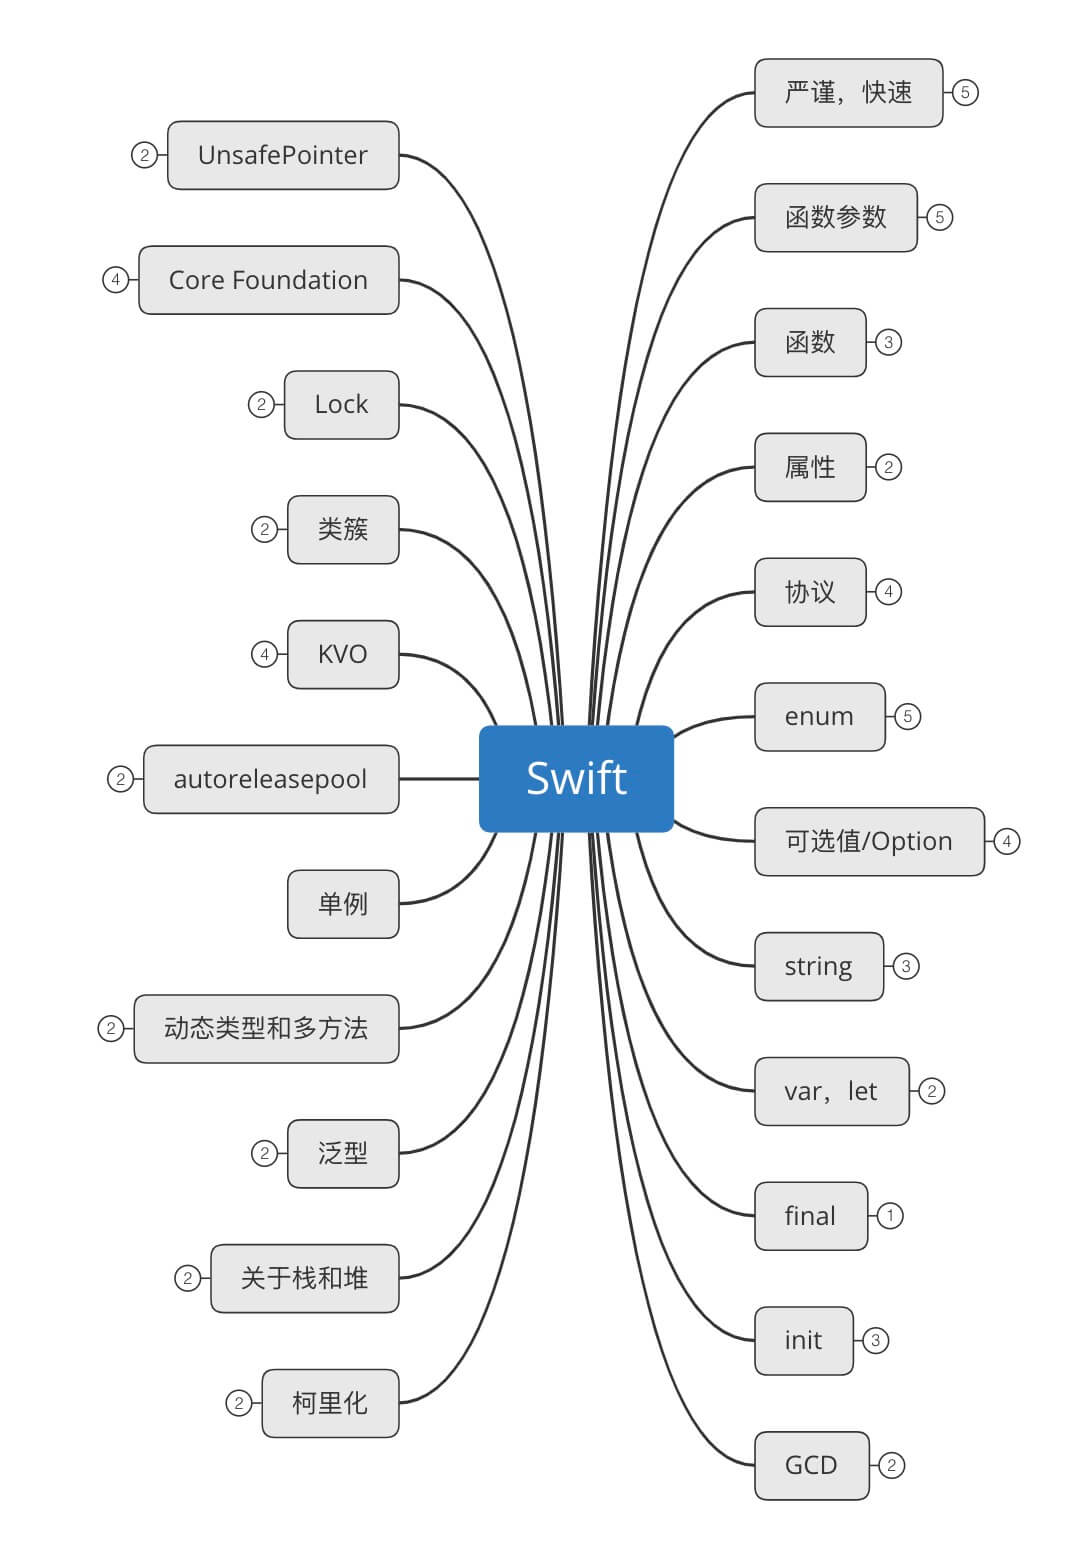 严谨，快速 5
UnsafePointer 2
函数参数 5
Core Foundation 4
函数 3
Lock 2
属性 2
类簇 2
协议 4
KVO 4
enum 5
Swift
autoreleasepool 2
可选值/Option 4
单例
string 3
动态类型和多方法 2
var，let 2
泛型 2
final 1
关于栈和堆 2
init 3
柯里化 2
GCD 2